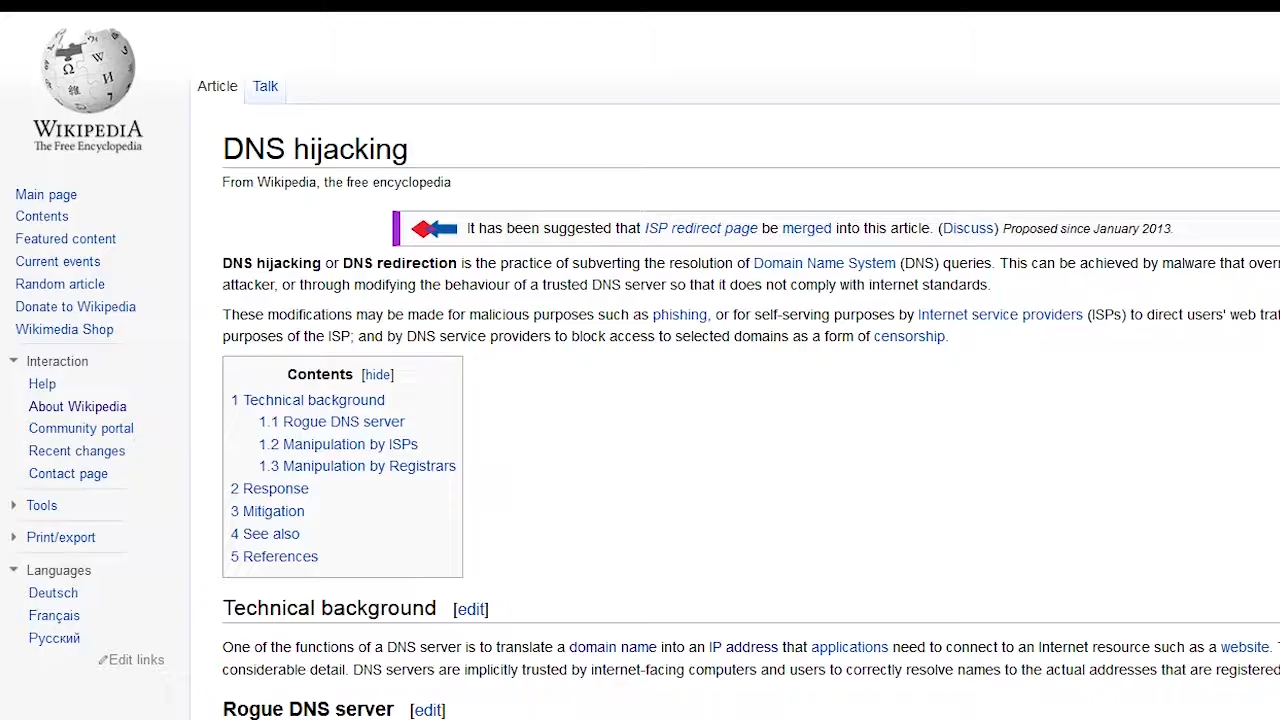 WIKIPEDIA
The Free Encyclopedia
Main page
Contents
Featured content
Current events
Random article
Donate to Wikipedia
Wikimedia Shop
Interaction
Help
About Wikipedia
Community portal
Recent changes
Contact page
Tools
Print/export
Languages
Deutsch
Français
Русский
Edit links
Article Talk
DNS hijacking
From Wikipedia, the free encyclopedia
It has been suggested that ISP redirect page be merged into this article. (Discuss) Proposed since January 2013.
DNS hijacking or DNS redirection is the practice of subverting the resolution of Domain Name System (DNS) queries. This can be achieved by malware that
attacker, or through modifying the behaviour of a trusted DNS server so that it does not comply with internet standards.
These modifications may be made for malicious purposes such as phishing, or for self-serving purposes by Internet service providers (ISPs) to direct users' web
purposes of the ISP; and by DNS service providers to block access to selected domains as a form of censorship.
Contents [hide]
1 Technical background
1.1 Rogue DNS server
1.2 Manipulation by ISPs
1.3 Manipulation by Registrars
2 Response
3 Mitigation
4 See also
5 References
Technical background [edit]
One of the functions of a DNS server is to translate a domain name into an IP address that applications need to connect to an Internet resource such as a website.
considerable detail. DNS servers are implicitly trusted by internet-facing computers and users to correctly resolve names to the actual addresses that are registered
Rogue DNS server [edit]